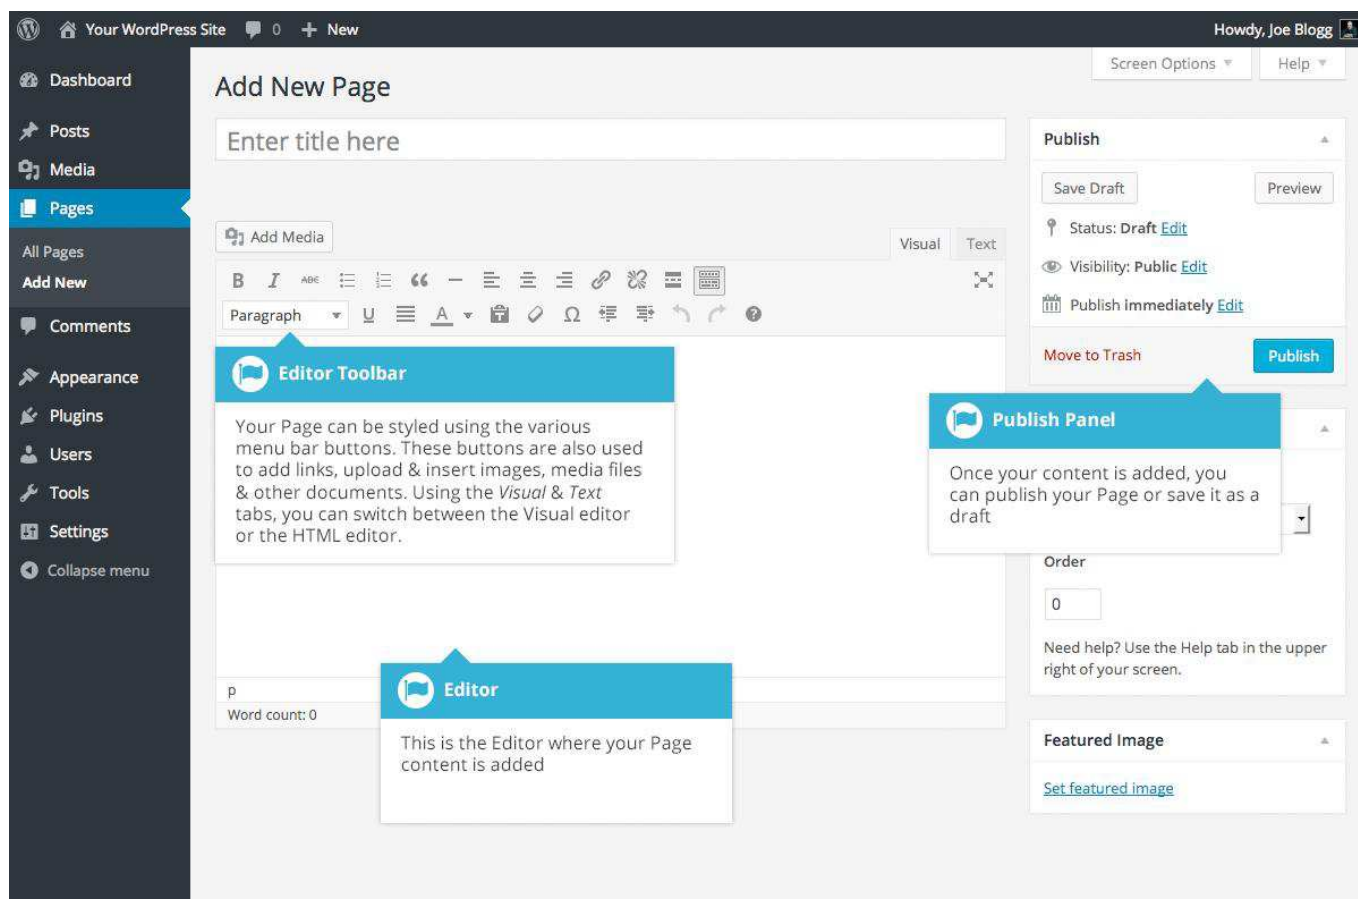 Your WordPress Site 0 New
Howdy, Joe Blogg
Dashboard
Posts
Media
Pages
All Pages
Add New
Comments
Appearance
Plugins
Users
Tools
Settings
Collapse menu
Screen Options
Help
Add New Page
Enter title here
Add Media
Visual
Text
B I ABC
Paragraph U A Ω
Editor Toolbar
Your Page can be styled using the various
menu bar buttons. These buttons are also used
to add links, upload & insert images, media files
& other documents. Using the Visual & Text
tabs, you can switch between the Visual editor
or the HTML editor.
p
Word count: 0
Editor
This is the Editor where your Page
content is added
Publish
Save Draft
Preview
Status: Draft Edit
Visibility: Public Edit
Publish immediately Edit
Move to Trash
Publish
Publish Panel
Once your content is added, you
can publish your Page or save it as a
draft
Order
0
Need help? Use the Help tab in the upper
right of your screen.
Featured Image
Set featured image